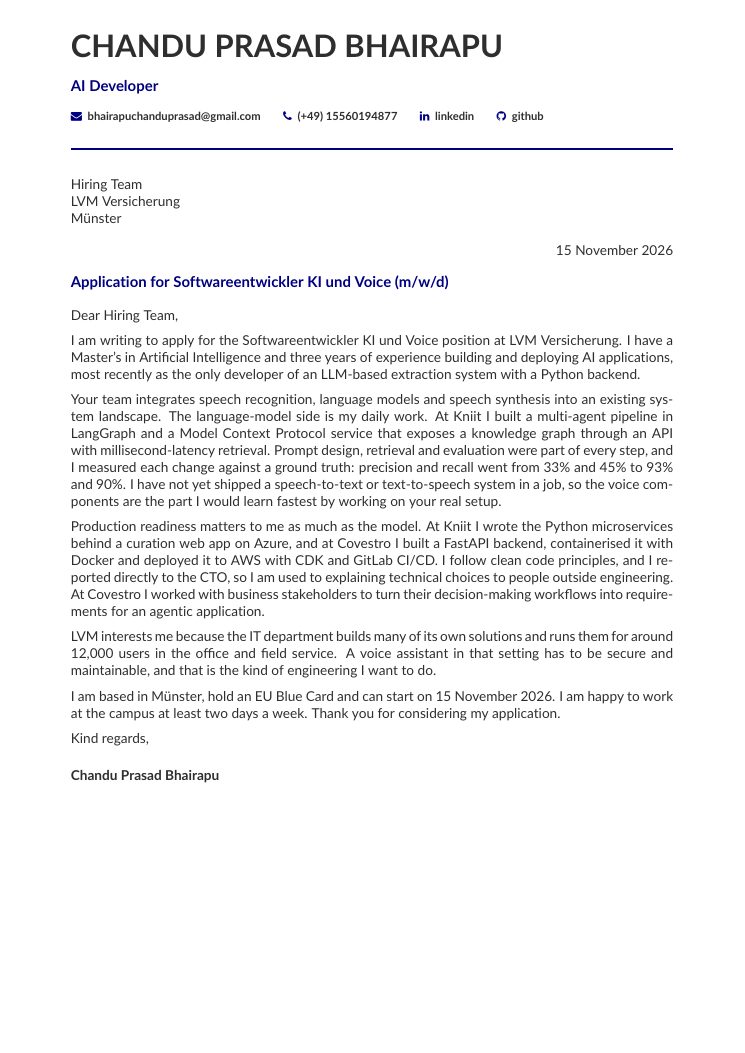 CHANDU PRASAD BHAIRAPU
AI Developer
bhairapuchanduprasad@gmail.com (+49) 15560194877 linkedin github
Hiring Team
LVM Versicherung
Münster
15 November 2026
Application for Softwareentwickler KI und Voice (m/w/d)
Dear Hiring Team,
I am writing to apply for the Softwareentwickler KI und Voice position at LVM Versicherung. I have a
Master's in Artificial Intelligence and three years of experience building and deploying AI applications,
most recently as the only developer of an LLM-based extraction system with a Python backend.
Your team integrates speech recognition, language models and speech synthesis into an existing sys-
tem landscape. The language-model side is my daily work. At Kniit I built a multi-agent pipeline in
LangGraph and a Model Context Protocol service that exposes a knowledge graph through an API
with millisecond-latency retrieval. Prompt design, retrieval and evaluation were part of every step, and
I measured each change against a ground truth: precision and recall went from 33% and 45% to 93%
and 90%. I have not yet shipped a speech-to-text or text-to-speech system in a job, so the voice com-
ponents are the part I would learn fastest by working on your real setup.
Production readiness matters to me as much as the model. At Kniit I wrote the Python microservices
behind a curation web app on Azure, and at Covestro I built a FastAPI backend, containerised it with
Docker and deployed it to AWS with CDK and GitLab CI/CD. I follow clean code principles, and I re-
ported directly to the CTO, so I am used to explaining technical choices to people outside engineering.
At Covestro I worked with business stakeholders to turn their decision-making workflows into require-
ments for an agentic application.
LVM interests me because the IT department builds many of its own solutions and runs them for around
12,000 users in the office and field service. A voice assistant in that setting has to be secure and
maintainable, and that is the kind of engineering I want to do.
I am based in Münster, hold an EU Blue Card and can start on 15 November 2026. I am happy to work
at the campus at least two days a week. Thank you for considering my application.
Kind regards,
Chandu Prasad Bhairapu